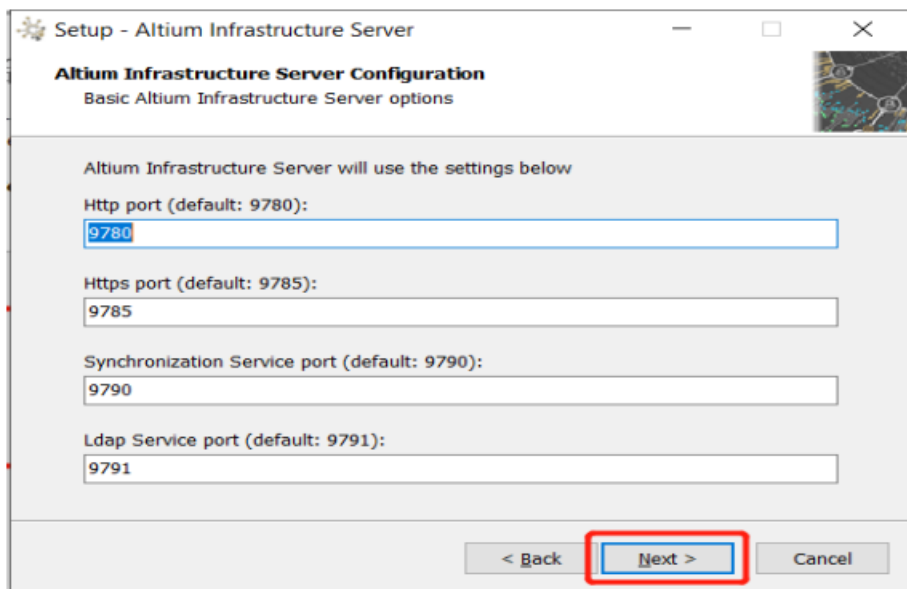 Setup - Altium Infrastructure Server
Altium Infrastructure Server Configuration
Basic Altium Infrastructure Server options
Altium Infrastructure Server will use the settings below
Http port (default: 9780):
9780
Https port (default: 9785):
9785
Synchronization Service port (default: 9790):
9790
Ldap Service port (default: 9791):
9791
< Back Next > Cancel